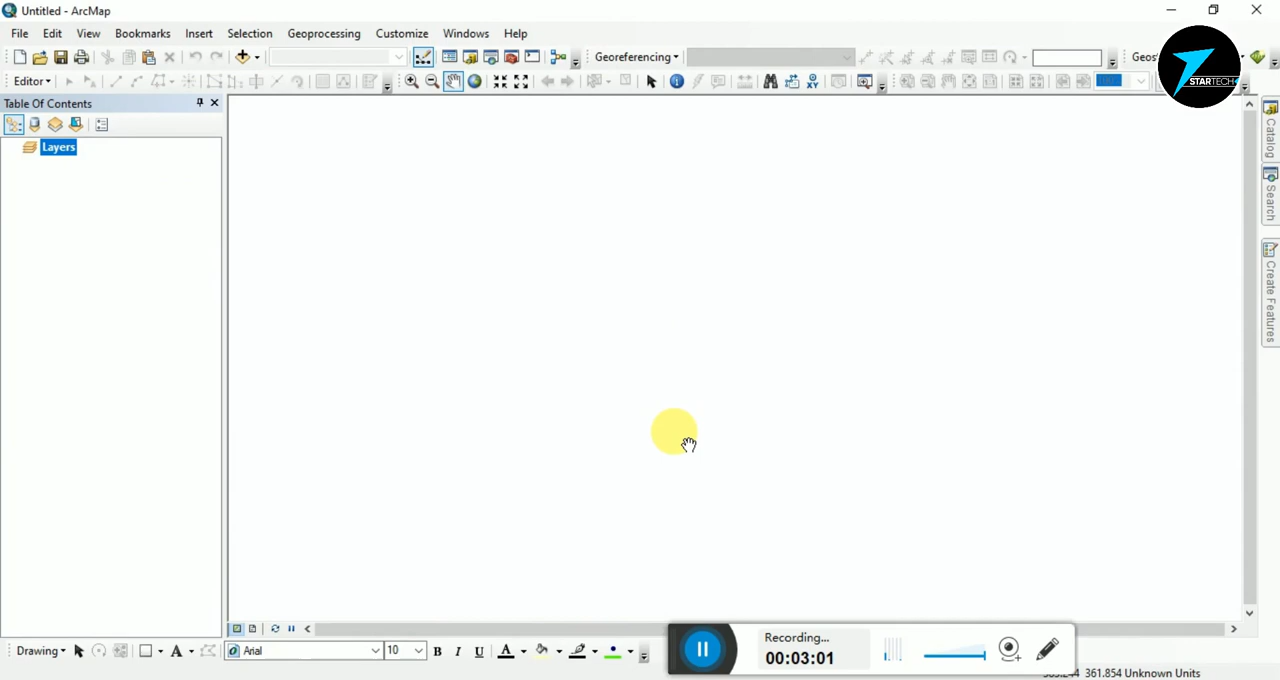 Untitled - ArcMap
File Edit View Bookmarks Insert Selection Geoprocessing Customize Windows Help
Georeferencing
Geos
STARTECH
Editor
Table Of Contents
Layers
Catalog
Search
Create Features
Drawing
Arial
10
B I U A
Recording...
00:03:01
361.854 Unknown Units